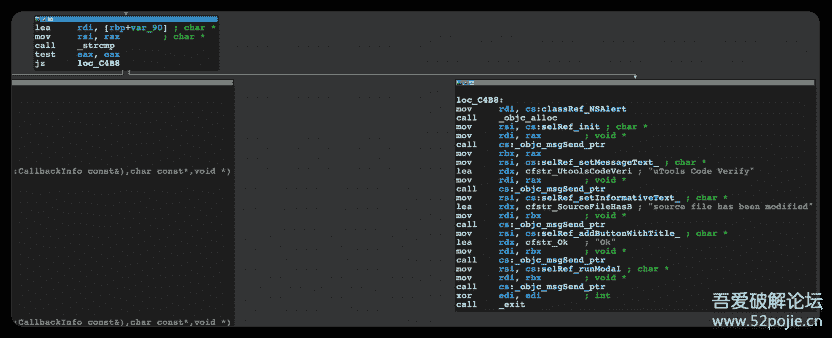 lea     rdi, [rbp+var_90] ; char *
mov     rsi, rax        ; char *
call    _strcmp
test    eax, eax
jz      loc_C4B8
:CallbackInfo const&),char const*,void *)
:CallbackInfo const&),char const*,void *)
loc_C4B8:
mov     rdi, cs:classRef_NSAlert
call    _objc_alloc
mov     rsi, cs:selRef_init ; char *
mov     rdi, rax        ; void *
call    cs:_objc_msgSend_ptr
mov     rbx, rax
mov     rsi, cs:selRef_setMessageText_ ; char *
lea     rdx, cfstr_UtoolsCodeVeri ; "uTools Code Verify"
mov     rdi, rax        ; void *
call    cs:_objc_msgSend_ptr
mov     rsi, cs:selRef_setInformativeText_ ; char *
lea     rdx, cfstr_SourceFileHasB ; "source file has been modified"
mov     rdi, rbx        ; void *
call    cs:_objc_msgSend_ptr
mov     rsi, cs:selRef_addButtonWithTitle_ ; char *
lea     rdx, cfstr_Ok   ; "Ok"
mov     rdi, rbx        ; void *
call    cs:_objc_msgSend_ptr
mov     rsi, cs:selRef_runModal ; char *
mov     rdi, rbx        ; void *
call    cs:_objc_msgSend_ptr
xor     edi, edi        ; int
call    _exit
吾爱破解论坛
www.52pojie.cn